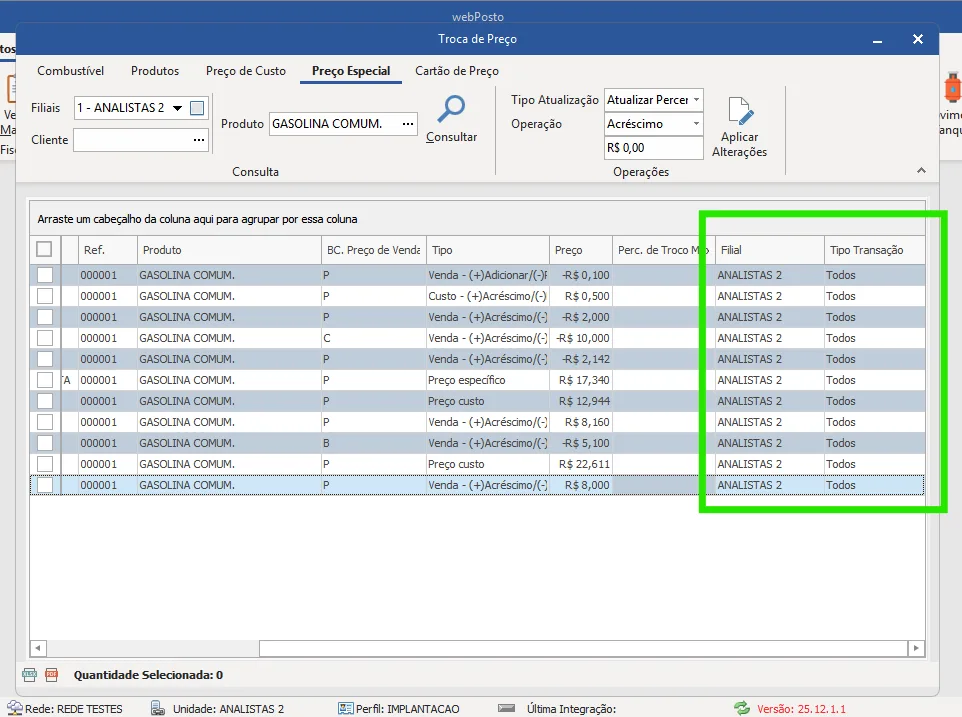 webPosto
Troca de Preço
Combustível Produtos Preço de Custo Preço Especial Cartão de Preço
Filiais 1 - ANALISTAS 2
Cliente
Produto GASOLINA COMUM. ...
Consultar
Consulta
Tipo Atualização Atualizar Percer
Operação Acréscimo
R$ 0,00
Operações
Aplicar
Alterações
Arraste um cabeçalho da coluna aqui para agrupar por essa coluna
Ref. Produto BC. Preço de Venda Tipo Preço Perc. de Troco M Filial Tipo Transação
000001 GASOLINA COMUM. P Venda - (+)Adicionar/(-) -R$ 0,100 ANALISTAS 2 Todos
000001 GASOLINA COMUM. P Custo - (+)Acréscimo/(-) R$ 0,500 ANALISTAS 2 Todos
000001 GASOLINA COMUM. P Venda - (+)Acréscimo/(-) -R$ 2,000 ANALISTAS 2 Todos
000001 GASOLINA COMUM. C Venda - (+)Acréscimo/(-) -R$ 10,000 ANALISTAS 2 Todos
000001 GASOLINA COMUM. P Venda - (+)Acréscimo/(-) -R$ 2,142 ANALISTAS 2 Todos
TA 000001 GASOLINA COMUM. P Preço específico R$ 17,340 ANALISTAS 2 Todos
000001 GASOLINA COMUM. P Preço custo R$ 12,944 ANALISTAS 2 Todos
000001 GASOLINA COMUM. P Venda - (+)Acréscimo/(-) R$ 8,160 ANALISTAS 2 Todos
000001 GASOLINA COMUM. B Venda - (+)Acréscimo/(-) -R$ 5,100 ANALISTAS 2 Todos
000001 GASOLINA COMUM. P Preço custo R$ 22,611 ANALISTAS 2 Todos
000001 GASOLINA COMUM. P Venda - (+)Acréscimo/(-) R$ 8,000 ANALISTAS 2 Todos
Quantidade Selecionada: 0
Rede: REDE TESTES Unidade: ANALISTAS 2 Perfil: IMPLANTACAO Última Integração: Versão: 25.12.1.1